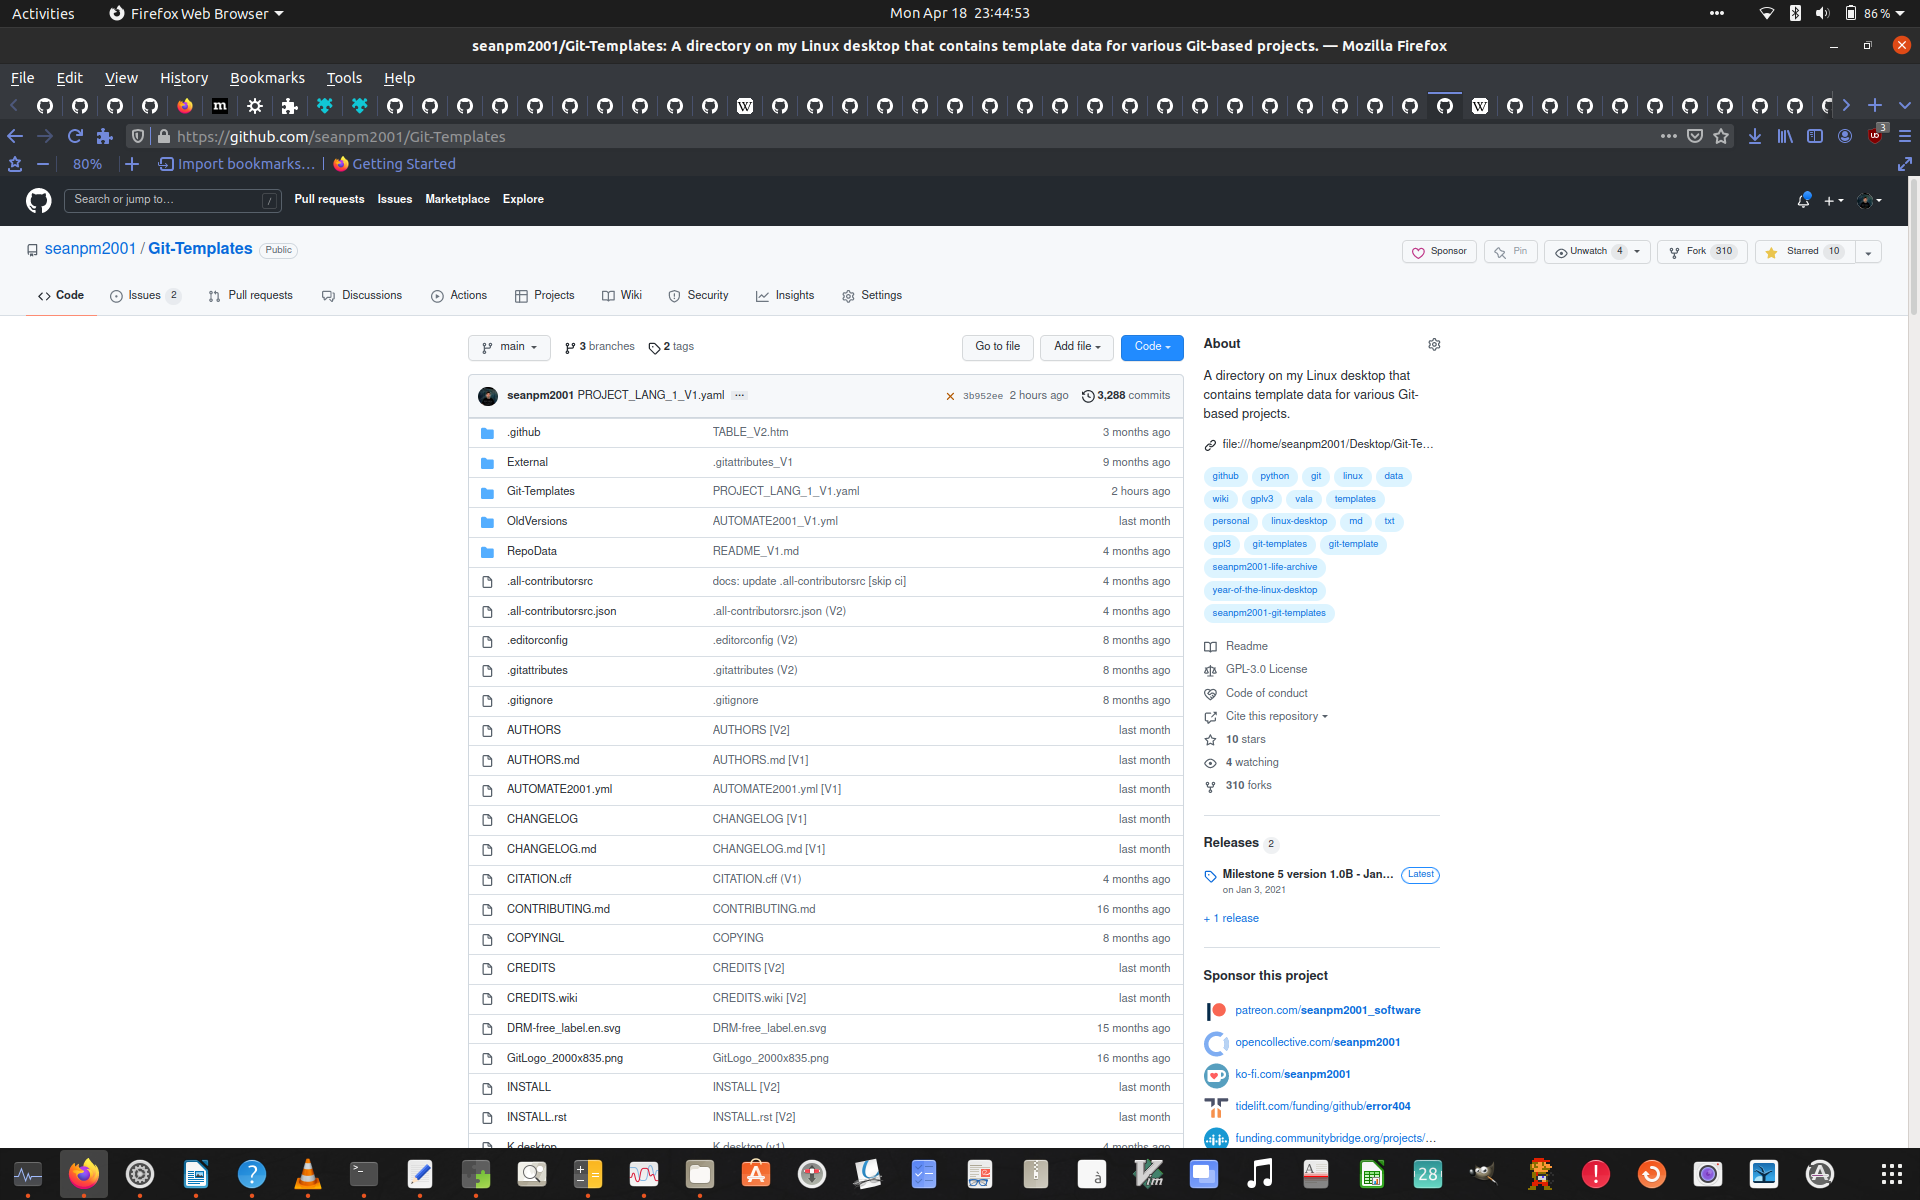 Activities Firefox Web Browser Mon Apr 18 23:44:53 86 %
seanpm2001/Git-Templates: A directory on my Linux desktop that contains template data for various Git-based projects. — Mozilla Firefox
File Edit View History Bookmarks Tools Help
https://github.com/seanpm2001/Git-Templates 3
80% Import bookmarks... Getting Started
Search or jump to... / Pull requests Issues Marketplace Explore
seanpm2001 / Git-Templates Public Sponsor Pin Unwatch 4 Fork 310 Starred 10
Code Issues 2 Pull requests Discussions Actions Projects Wiki Security Insights Settings
main 3 branches 2 tags Go to file Add file Code
seanpm2001 PROJECT_LANG_1_V1.yaml ... 3b952ee 2 hours ago 3,288 commits
.github TABLE_V2.htm 3 months ago
External .gitattributes_V1 9 months ago
Git-Templates PROJECT_LANG_1_V1.yaml 2 hours ago
OldVersions AUTOMATE2001_V1.yml last month
RepoData README_V1.md 4 months ago
.all-contributorsrc docs: update .all-contributorsrc [skip ci] 4 months ago
.all-contributorsrc.json .all-contributorsrc.json (V2) 4 months ago
.editorconfig .editorconfig (V2) 8 months ago
.gitattributes .gitattributes (V2) 8 months ago
.gitignore .gitignore 8 months ago
AUTHORS AUTHORS [V2] last month
AUTHORS.md AUTHORS.md [V1] last month
AUTOMATE2001.yml AUTOMATE2001.yml [V1] last month
CHANGELOG CHANGELOG [V1] last month
CHANGELOG.md CHANGELOG.md [V1] last month
CITATION.cff CITATION.cff (V1) 4 months ago
CONTRIBUTING.md CONTRIBUTING.md 16 months ago
COPYINGL COPYING 8 months ago
CREDITS CREDITS [V2] last month
CREDITS.wiki CREDITS.wiki [V2] last month
DRM-free_label.en.svg DRM-free_label.en.svg 15 months ago
GitLogo_2000x835.png GitLogo_2000x835.png 16 months ago
INSTALL INSTALL [V2] last month
INSTALL.rst INSTALL.rst [V2] last month
K.desktop K.desktop (v1) 4 months ago
About
A directory on my Linux desktop that
contains template data for various Git-
based projects.
file:///home/seanpm2001/Desktop/Git-Te...
github python git linux data
wiki gplv3 vala templates
personal linux-desktop md txt
gpl3 git-templates git-template
seanpm2001-life-archive
year-of-the-linux-desktop
seanpm2001-git-templates
Readme
GPL-3.0 License
Code of conduct
Cite this repository
10 stars
4 watching
310 forks
Releases 2
Milestone 5 version 1.0B - Jan... Latest
on Jan 3, 2021
+ 1 release
Sponsor this project
patreon.com/seanpm2001_software
opencollective.com/seanpm2001
ko-fi.com/seanpm2001
tidelift.com/funding/github/error404
funding.communitybridge.org/projects/...
28